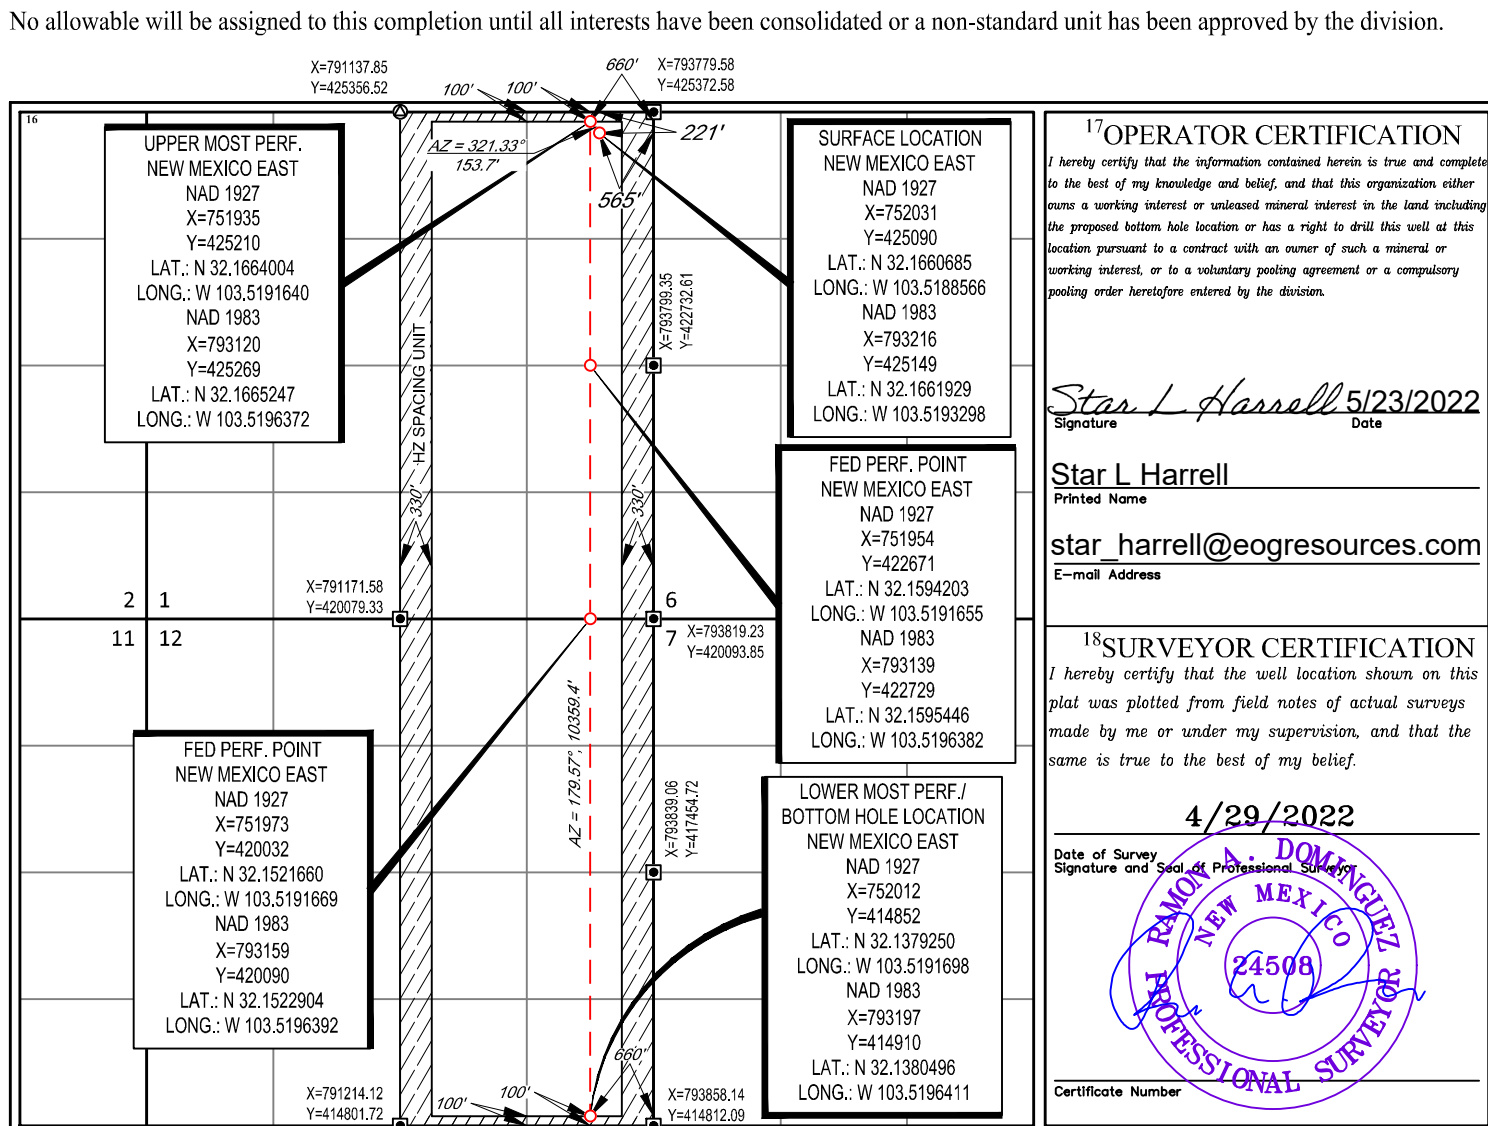 No allowable will be assigned to this completion until all interests have been consolidated or a non-standard unit has been approved by the division.
X=791137.85
Y=425356.52
100'
100'
660'
X=793779.58
Y=425372.58
16
UPPER MOST PERF.
NEW MEXICO EAST
NAD 1927
X=751935
Y=425210
LAT.: N 32.1664004
LONG.: W 103.5191640
NAD 1983
X=793120
Y=425269
LAT.: N 32.1665247
LONG.: W 103.5196372
AZ = 321.33°
153.7'
221'
565'
SURFACE LOCATION
NEW MEXICO EAST
NAD 1927
X=752031
Y=425090
LAT.: N 32.1660685
LONG.: W 103.5188566
NAD 1983
X=793216
Y=425149
LAT.: N 32.1661929
LONG.: W 103.5193298
X=793799.35
Y=422732.61
HZ SPACING UNIT
330'
330'
FED PERF. POINT
NEW MEXICO EAST
NAD 1927
X=751954
Y=422671
LAT.: N 32.1594203
LONG.: W 103.5191655
NAD 1983
X=793139
Y=422729
LAT.: N 32.1595446
LONG.: W 103.5196382
2 1
11 12
X=791171.58
Y=420079.33
6
7
X=793819.23
Y=420093.85
AZ = 179.57°, 10359.4'
FED PERF. POINT
NEW MEXICO EAST
NAD 1927
X=751973
Y=420032
LAT.: N 32.1521660
LONG.: W 103.5191669
NAD 1983
X=793159
Y=420090
LAT.: N 32.1522904
LONG.: W 103.5196392
X=793839.06
Y=417454.72
LOWER MOST PERF./
BOTTOM HOLE LOCATION
NEW MEXICO EAST
NAD 1927
X=752012
Y=414852
LAT.: N 32.1379250
LONG.: W 103.5191698
NAD 1983
X=793197
Y=414910
LAT.: N 32.1380496
LONG.: W 103.5196411
X=791214.12
Y=414801.72
100'
100'
660'
X=793858.14
Y=414812.09
17 OPERATOR CERTIFICATION
I hereby certify that the information contained herein is true and complete
to the best of my knowledge and belief, and that this organization either
owns a working interest or unleased mineral interest in the land including
the proposed bottom hole location or has a right to drill this well at this
location pursuant to a contract with an owner of such a mineral or
working interest, or to a voluntary pooling agreement or a compulsory
pooling order heretofore entered by the division.
Star L Harrell 5/23/2022
Signature Date
Star L Harrell
Printed Name
star_harrell@eogresources.com
E-mail Address
18 SURVEYOR CERTIFICATION
I hereby certify that the well location shown on this
plat was plotted from field notes of actual surveys
made by me or under my supervision, and that the
same is true to the best of my belief.
4/29/2022
Date of Survey
Signature and Seal of Professional Surveyor
RAMON A. DOMINGUEZ
NEW MEXICO
24508
PROFESSIONAL SURVEYOR
Certificate Number